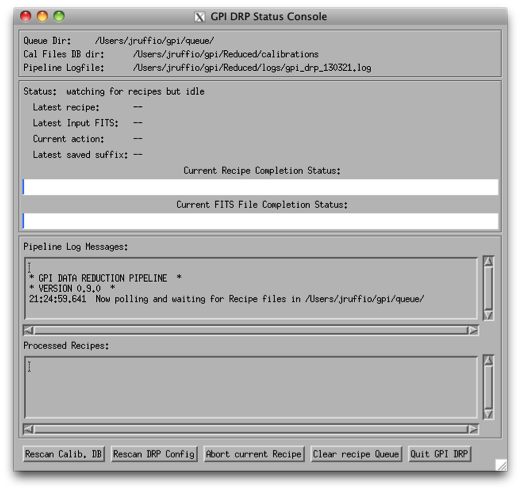 GPI DRP Status Console
Queue Dir: /Users/jruffio/gpi/queue/
Cal Files DB dir: /Users/jruffio/gpi/Reduced/calibrations
Pipeline Logfile: /Users/jruffio/gpi/Reduced/logs/gpi_drp_130321.log
Status: watching for recipes but idle
Latest recipe: --
Latest Input FITS: --
Current action: --
Latest saved suffix: --
Current Recipe Completion Status:
Current FITS File Completion Status:
Pipeline Log Messages:
* GPI DATA REDUCTION PIPELINE *
* VERSION 0.9.0 *
21:24:59.641 Now polling and waiting for Recipe files in /Users/jruffio/gpi/queue/
Processed Recipes:
Rescan Calib. DB Rescan DRP Config Abort current Recipe Clear recipe Queue Quit GPI DRP